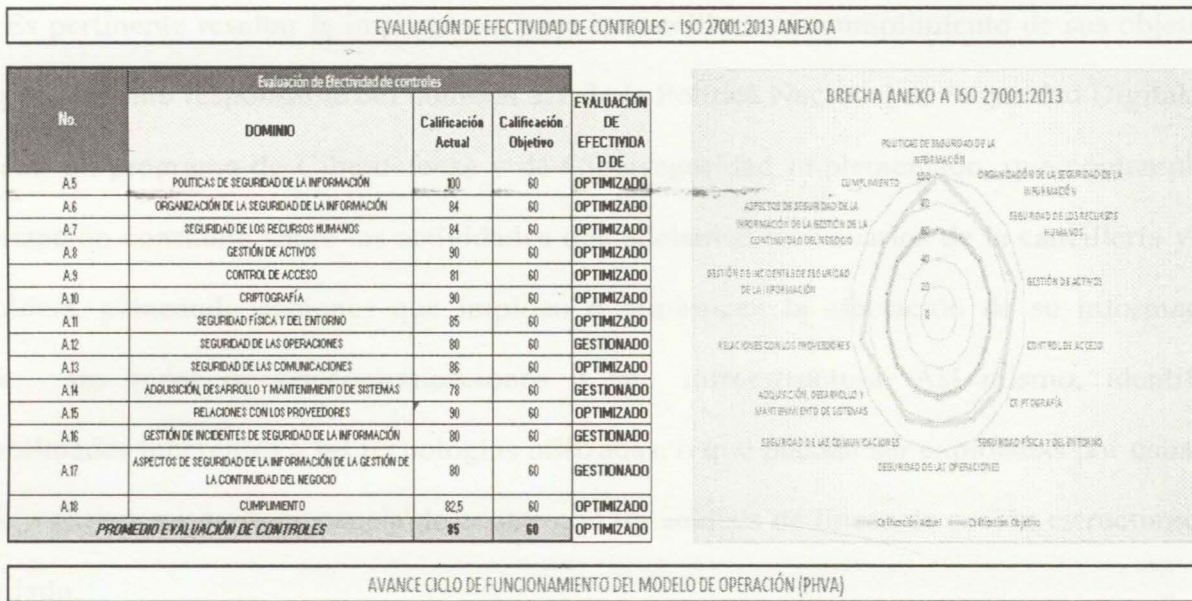 EVALUACIÓN DE EFECTIVIDAD DE CONTROLES - ISO 27001:2013 ANEXO A
Evaluación de Efectividad de controles
No.
DOMINIO
Calificación Actual
Calificación Objetivo
EVALUACIÓN
DE
EFECTIVIDA
D DE
A.5 POLITICAS DE SEGURIDAD DE LA INFORMACIÓN 100 60 OPTIMIZADO
A.6 ORGANIZACIÓN DE LA SEGURIDAD DE LA INFORMACIÓN 84 60 OPTIMIZADO
A.7 SEGURIDAD DE LOS RECURSOS HUMANOS 84 60 OPTIMIZADO
A.8 GESTIÓN DE ACTIVOS 90 60 OPTIMIZADO
A.9 CONTROL DE ACCESO 81 60 OPTIMIZADO
A.10 CRIPTOGRAFÍA 90 60 OPTIMIZADO
A.11 SEGURIDAD FÍSICA Y DEL ENTORNO 85 60 OPTIMIZADO
A.12 SEGURIDAD DE LAS OPERACIONES 80 60 GESTIONADO
A.13 SEGURIDAD DE LAS COMUNICACIONES 86 60 OPTIMIZADO
A.14 ADQUISICIÓN, DESARROLLO Y MANTENIMIENTO DE SISTEMAS 78 60 GESTIONADO
A.15 RELACIONES CON LOS PROVEEDORES 90 60 OPTIMIZADO
A.16 GESTIÓN DE INCIDENTES DE SEGURIDAD DE LA INFORMACIÓN 80 60 GESTIONADO
A.17 ASPECTOS DE SEGURIDAD DE LA INFORMACIÓN DE LA GESTIÓN DE
LA CONTINUIDAD DEL NEGOCIO 80 60 GESTIONADO
A.18 CUMPLIMIENTO 82,5 60 OPTIMIZADO
PROMEDIO EVALUACIÓN DE CONTROLES 85 60 OPTIMIZADO
BRECHA ANEXO A ISO 27001:2013
POLITICAS DE SEGURIDAD DE LA
INFORMACIÓN
CUMPLIMIENTO
100
ORGANIZACIÓN DE LA SEGURIDAD DE LA
INFORMACIÓN
ASPECTOS DE SEGURIDAD DE LA
INFORMACIÓN DE LA GESTIÓN DE LA
CONTINUIDAD DEL NEGOCIO
60
SEGURIDAD DE LOS RECURSOS
HUMANOS
40
GESTIÓN DE INCIDENTES DE SEGURIDAD
DE LA INFORMACIÓN
20
GESTIÓN DE ACTIVOS
RELACIONES CON LOS PROVEEDORES
CONTROL DE ACCESO
ADQUISICIÓN, DESARROLLO Y
MANTENIMIENTO DE SISTEMAS
CRIPTOGRAFÍA
SEGURIDAD DE LAS COMUNICACIONES
SEGURIDAD FÍSICA Y DEL ENTORNO
SEGURIDAD DE LAS OPERACIONES
Calificación Actual
Calificación Objetivo
AVANCE CICLO DE FUNCIONAMIENTO DEL MODELO DE OPERACIÓN (PHVA)